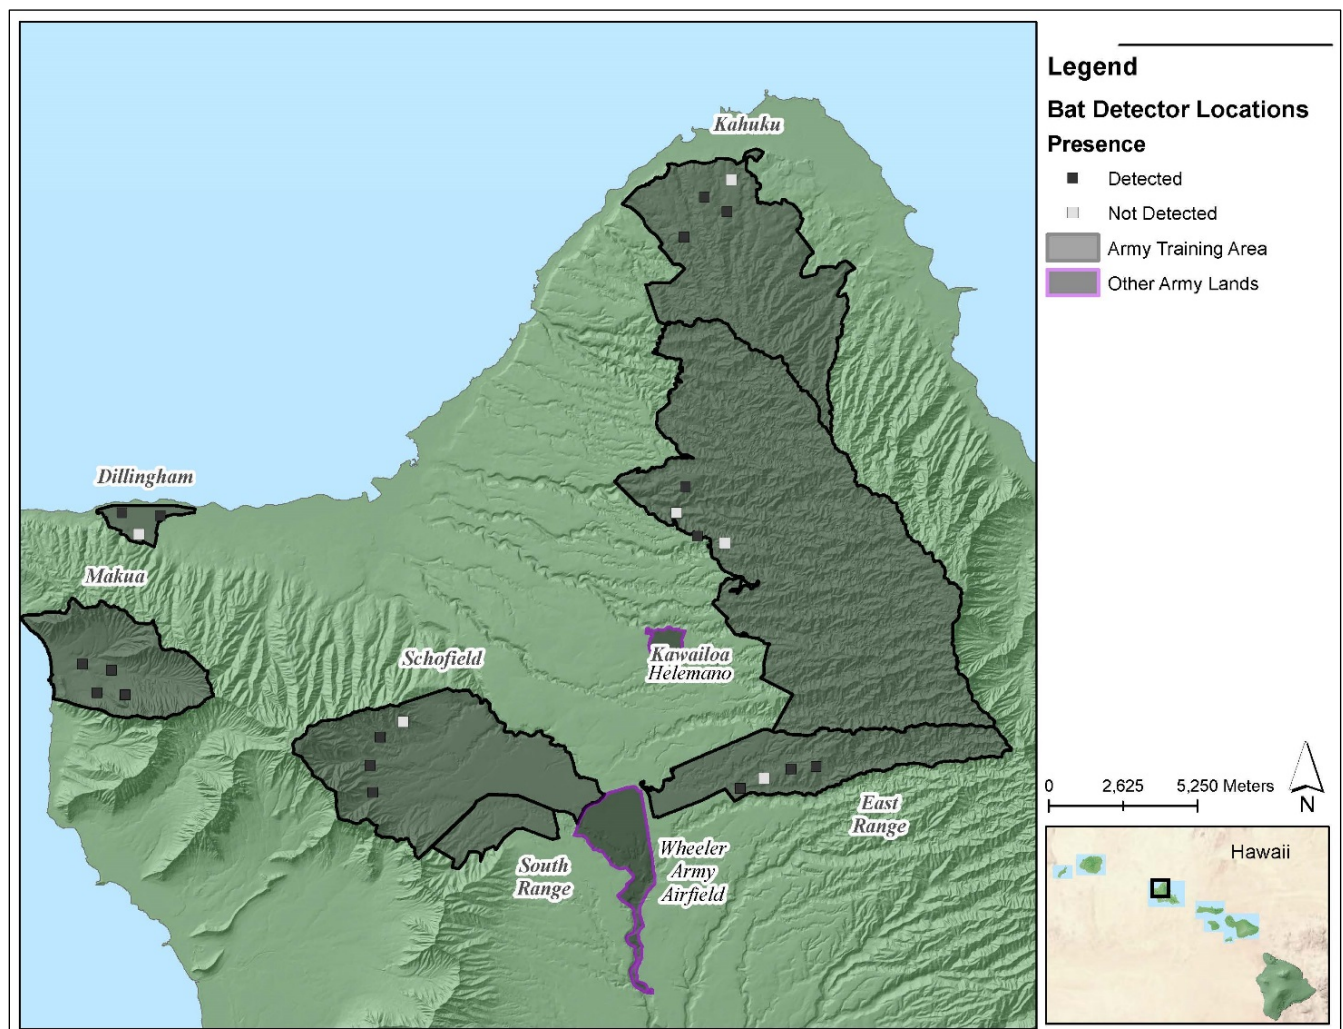 Kahuku
Dillingham
Makua
Schofield
Kawailoa
Helemano
South
Range
Wheeler
Army
Airfield
East
Range
Legend
Bat Detector Locations
Presence
Detected
Not Detected
Army Training Area
Other Army Lands
0 2,625 5,250 Meters
N
Hawaii